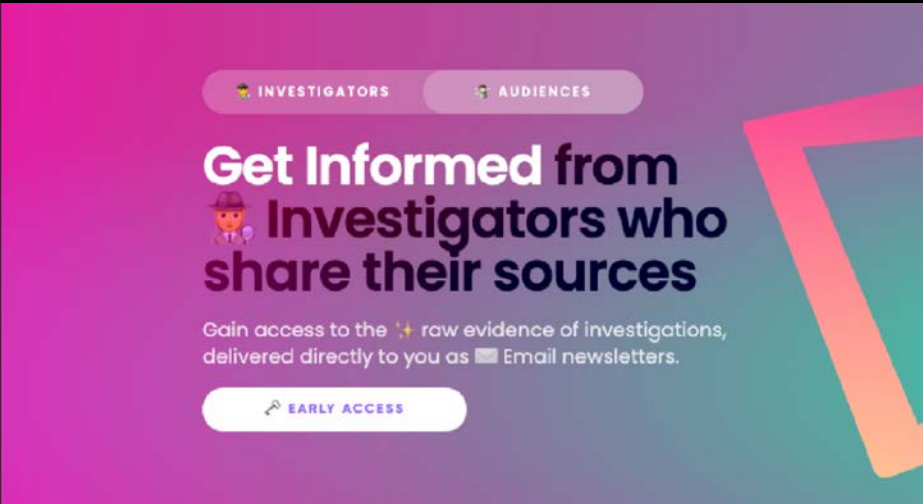 🕵️ INVESTIGATORS
AUDIENCES
Get Informed from
🕵️ Investigators who
share their sources
Gain access to the ✨ raw evidence of investigations,
delivered directly to you as ✉️ Email newsletters.
🗝️ EARLY ACCESS